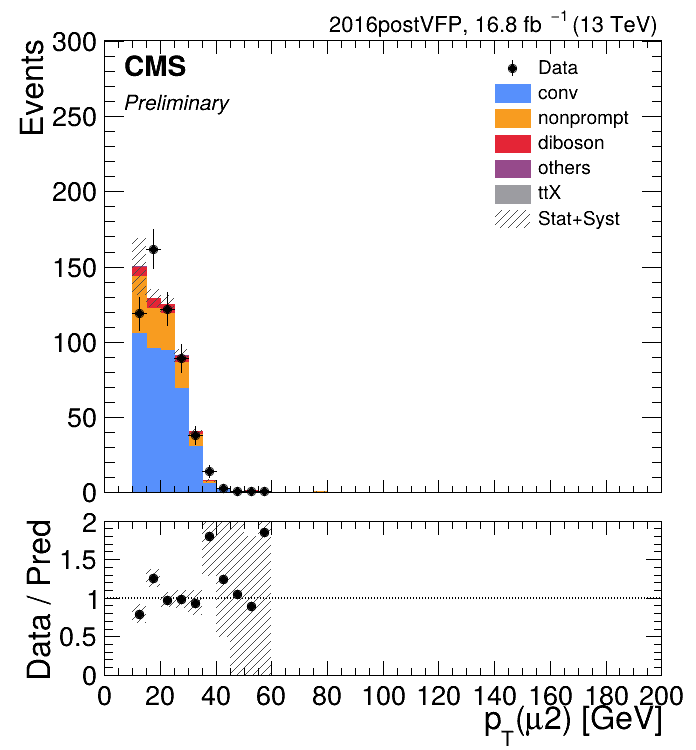 2016postVFP, 16.8 fb⁻¹ (13 TeV)
CMS
Preliminary
Events
300
250
200
150
100
50
0
Data
conv
nonprompt
diboson
others
ttX
Stat+Syst
Data / Pred
2
1.5
1
0.5
0
0 20 40 60 80 100 120 140 160 180 200
p_T(μ2) [GeV]